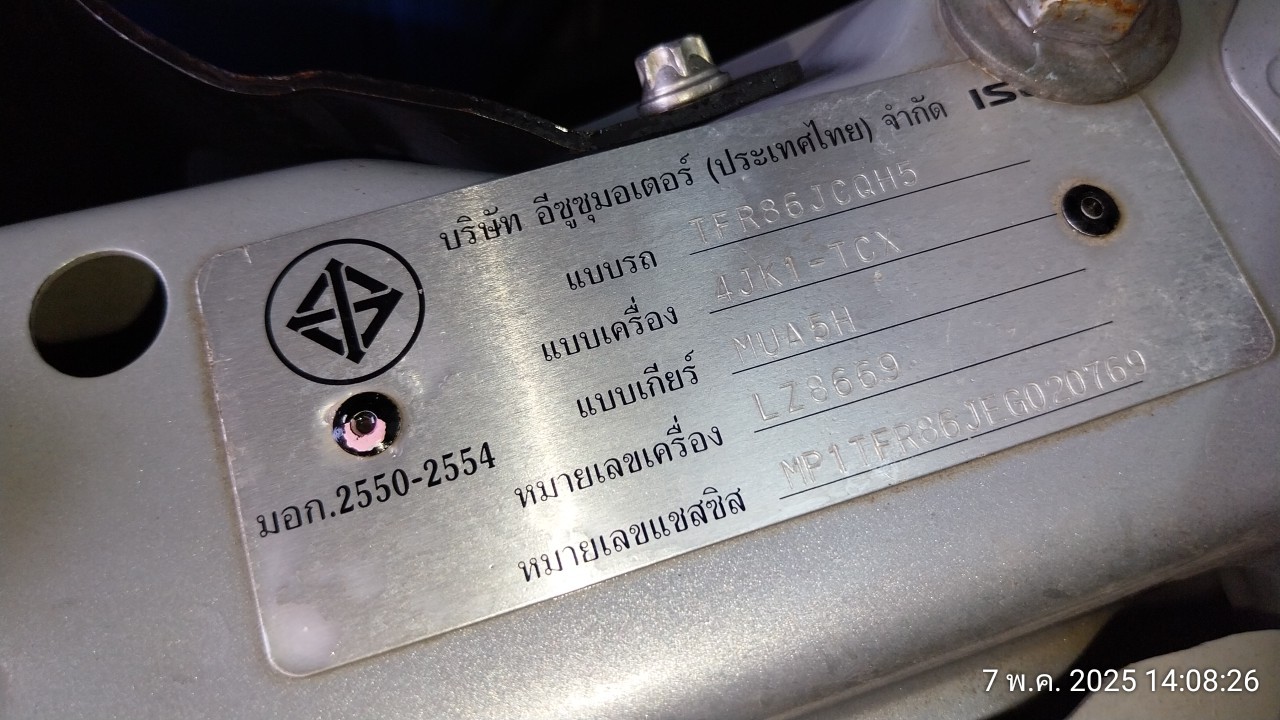 บริษัท อีซูซุมอเตอร์ (ประเทศไทย) จำกัด
แบบรถ TFR86JCQH5
แบบเครื่อง 4JK1-TCX
แบบเกียร์ MUA5H
หมายเลขเครื่อง LZ8669
หมายเลขแชสซิส MP1TFR86JFG020769
มอก.2550-2554
7 พ.ค. 2025 14:08:26